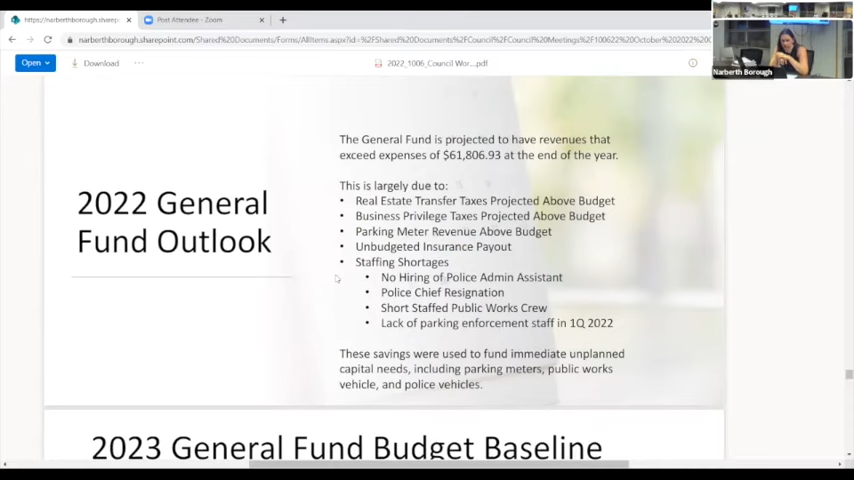 https://narberthborough.sharep
Post Attendee - Zoom
narberthborough.sharepoint.com/Shared%20Documents/Forms/AllItems.aspx?id=%2FShared%20Documents%2FCouncil%2FCouncil%20Meetings%2F100622%20October%202022%20C
Open
Download
2022_1006_Council Wor...pdf
Narberth Borough
2022 General
Fund Outlook
The General Fund is projected to have revenues that
exceed expenses of $61,806.93 at the end of the year.
This is largely due to:
• Real Estate Transfer Taxes Projected Above Budget
• Business Privilege Taxes Projected Above Budget
• Parking Meter Revenue Above Budget
• Unbudgeted Insurance Payout
• Staffing Shortages
• No Hiring of Police Admin Assistant
• Police Chief Resignation
• Short Staffed Public Works Crew
• Lack of parking enforcement staff in 1Q 2022
These savings were used to fund immediate unplanned
capital needs, including parking meters, public works
vehicle, and police vehicles.
2023 General Fund Budget Baseline